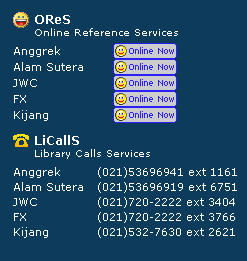 OReS
Online Reference Services
Anggrek Online Now
Alam Sutera Online Now
JWC Online Now
FX Online Now
Kijang Online Now
LiCallS
Library Calls Services
Anggrek (021)53696941 ext 1161
Alam Sutera (021)53696919 ext 6751
JWC (021)720-2222 ext 3404
FX (021)720-2222 ext 3766
Kijang (021)532-7630 ext 2621